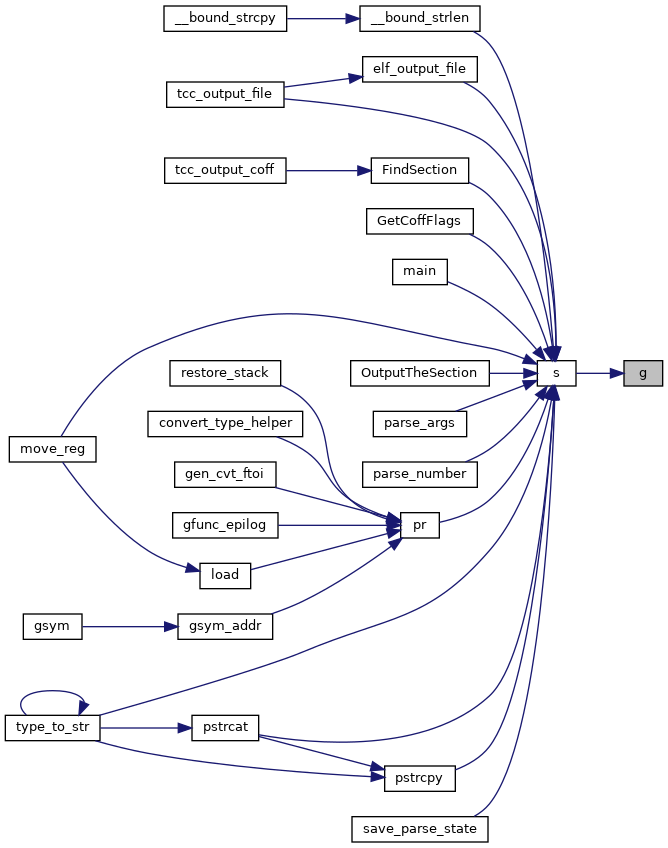 __bound_strcpy
__bound_strlen
elf_output_file
tcc_output_file
tcc_output_coff
FindSection
GetCoffFlags
main
restore_stack
OutputTheSection
s
g
convert_type_helper
parse_args
move_reg
gen_cvt_ftoi
parse_number
gfunc_epilog
pr
load
gsym
gsym_addr
type_to_str
pstrcat
pstrcpy
save_parse_state